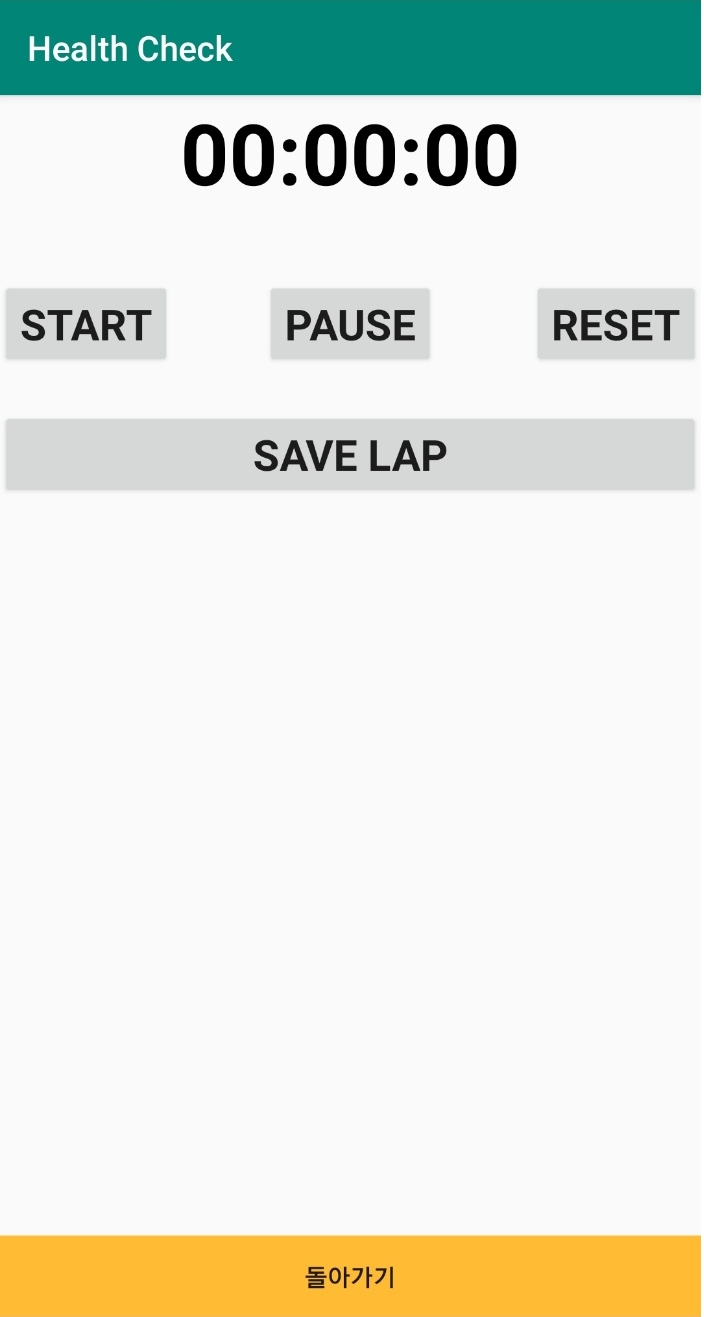 Health Check
00:00:00
START PAUSE RESET
SAVE LAP
돌아가기